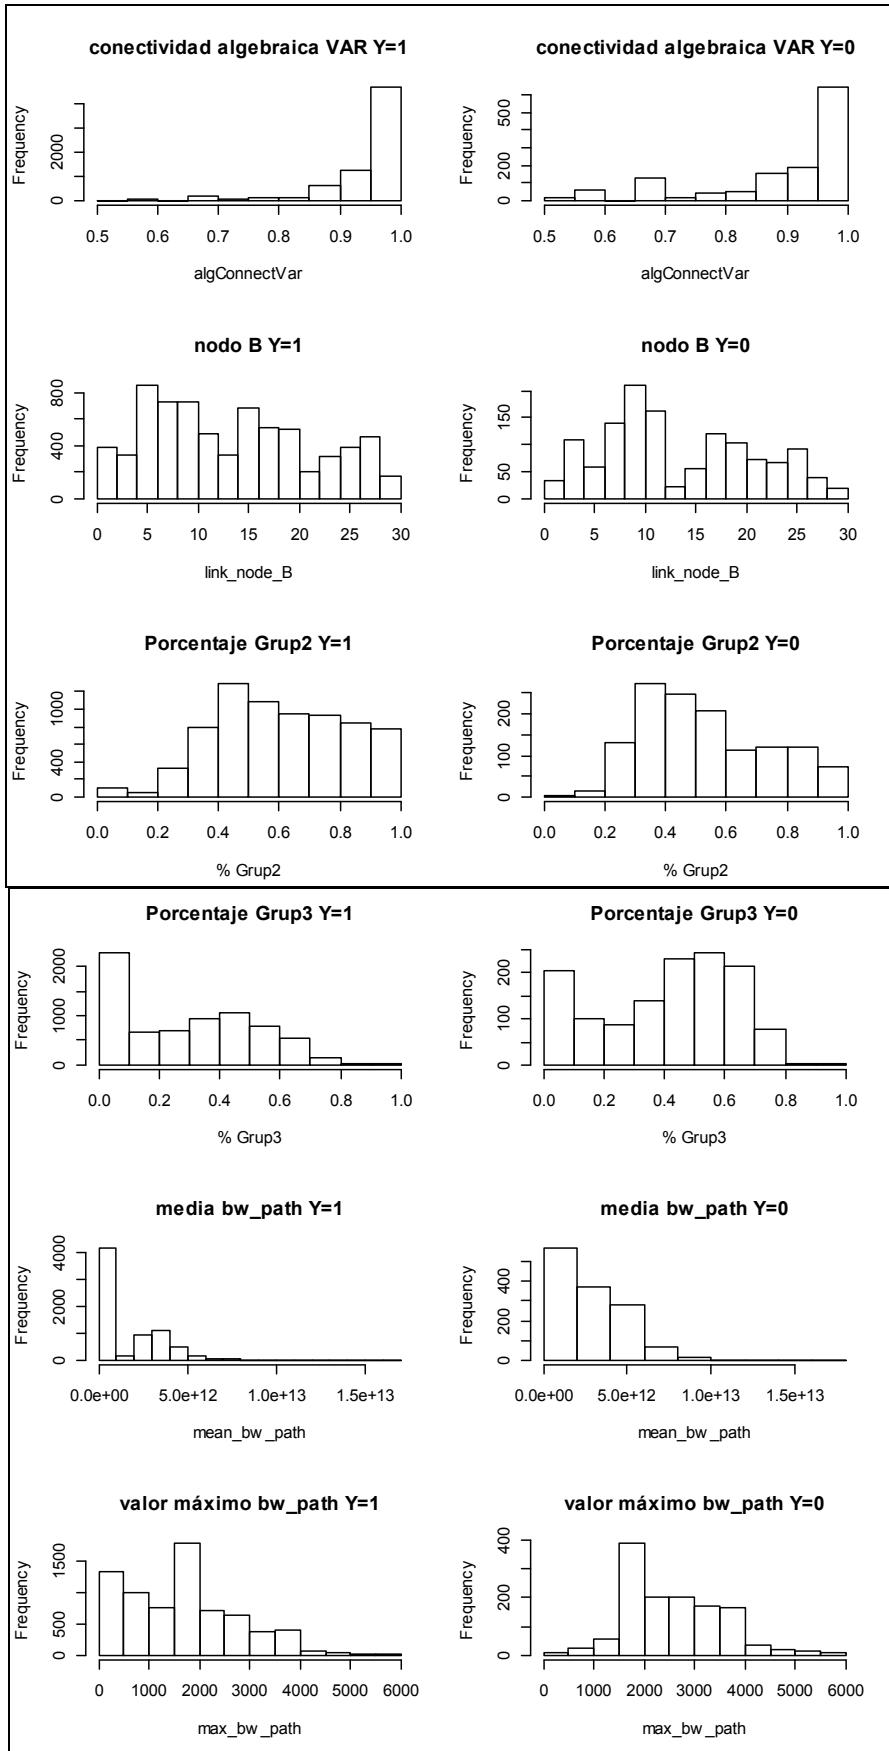 conectividad algebraica VAR Y=1
Frequency
0 2000
0.5 0.6 0.7 0.8 0.9 1.0
algConnectVar
conectividad algebraica VAR Y=0
Frequency
0 200 500
0.5 0.6 0.7 0.8 0.9 1.0
algConnectVar
nodo B Y=1
Frequency
0 400 800
0 5 10 15 20 25 30
link_node_B
nodo B Y=0
Frequency
0 50 150
0 5 10 15 20 25 30
link_node_B
Porcentaje Grup2 Y=1
Frequency
0 400 1000
0.0 0.2 0.4 0.6 0.8 1.0
% Grup2
Porcentaje Grup2 Y=0
Frequency
0 100 200
0.0 0.2 0.4 0.6 0.8 1.0
% Grup2
Porcentaje Grup3 Y=1
Frequency
0 1000 2000
0.0 0.2 0.4 0.6 0.8 1.0
% Grup3
Porcentaje Grup3 Y=0
Frequency
0 100 200
0.0 0.2 0.4 0.6 0.8 1.0
% Grup3
media bw_path Y=1
Frequency
0 2000 4000
0.0e+00 5.0e+12 1.0e+13 1.5e+13
mean_bw_path
media bw_path Y=0
Frequency
0 200 400
0.0e+00 5.0e+12 1.0e+13 1.5e+13
mean_bw_path
valor máximo bw_path Y=1
Frequency
0 500 1500
0 1000 2000 3000 4000 5000 6000
max_bw_path
valor máximo bw_path Y=0
Frequency
0 200 400
0 1000 2000 3000 4000 5000 6000
max_bw_path